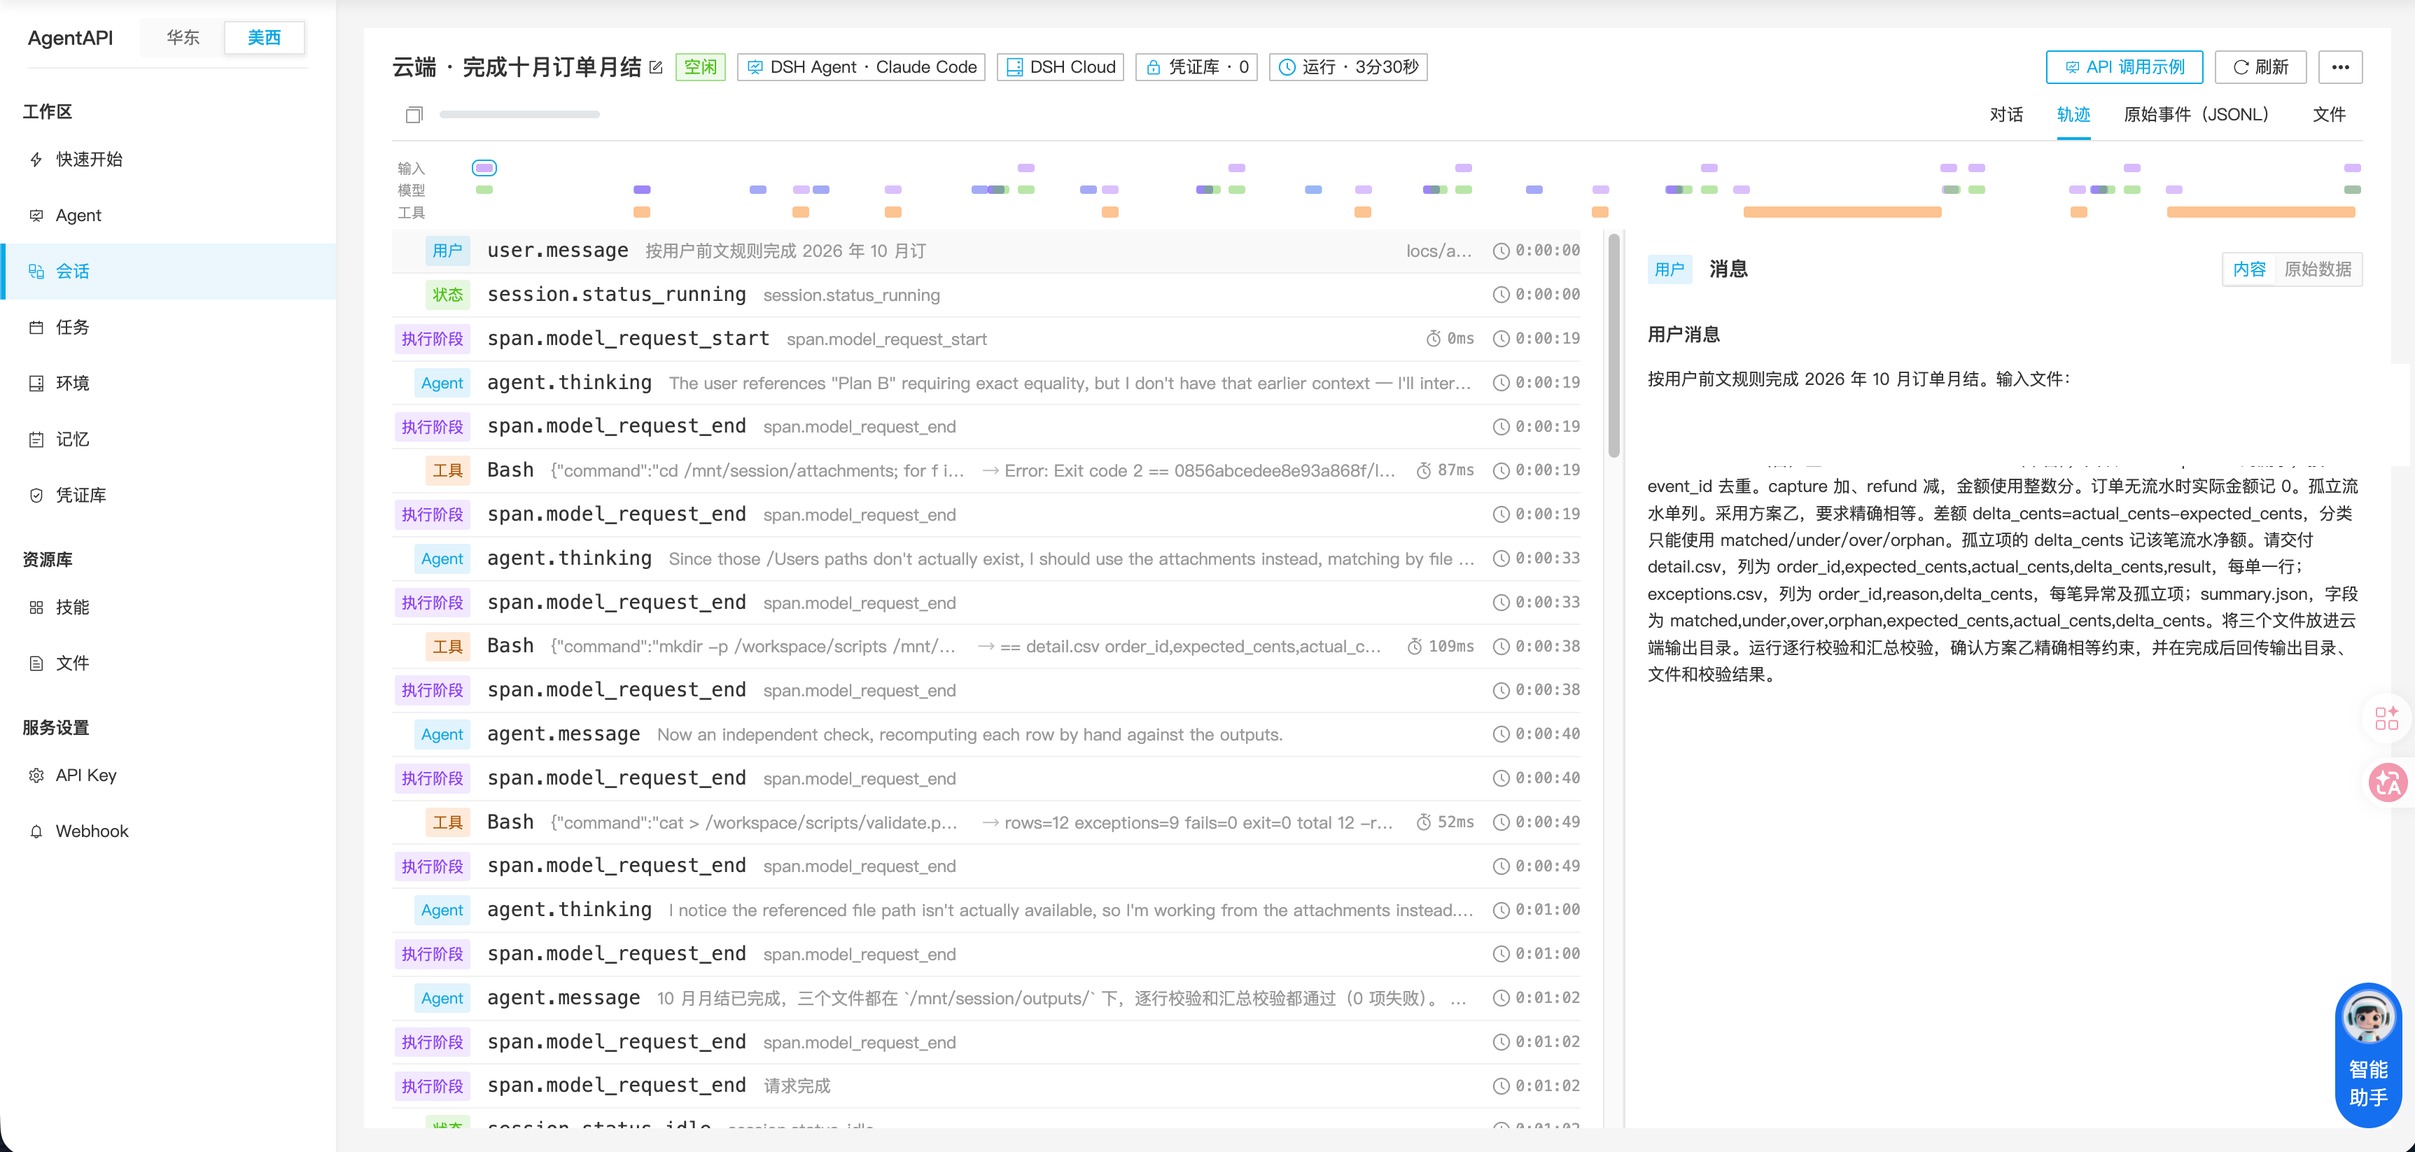 AgentAPI
华东
美西
工作区
快速开始
Agent
会话
任务
环境
记忆
凭证库
资源库
技能
文件
服务设置
API Key
Webhook
云端 · 完成十月订单月结
空闲
DSH Agent · Claude Code
DSH Cloud
凭证库 · 0
运行 · 3分30秒
API 调用示例
刷新
对话
轨迹
原始事件（JSONL）
文件
输入
模型
工具
用户 user.message 按用户前文规则完成 2026 年 10 月订 locs/a... 0:00:00
状态 session.status_running session.status_running 0:00:00
执行阶段 span.model_request_start span.model_request_start 0ms 0:00:19
Agent agent.thinking The user references "Plan B" requiring exact equality, but I don't have that earlier context — I'll inter... 0:00:19
执行阶段 span.model_request_end span.model_request_end 0:00:19
工具 Bash {"command":"cd /mnt/session/attachments; for f i... → Error: Exit code 2 == 0856abcedee8e93a868f/l... 87ms 0:00:19
执行阶段 span.model_request_end span.model_request_end 0:00:19
Agent agent.thinking Since those /Users paths don't actually exist, I should use the attachments instead, matching by file ... 0:00:33
执行阶段 span.model_request_end span.model_request_end 0:00:33
工具 Bash {"command":"mkdir -p /workspace/scripts /mnt/... → == detail.csv order_id,expected_cents,actual_c... 109ms 0:00:38
执行阶段 span.model_request_end span.model_request_end 0:00:38
Agent agent.message Now an independent check, recomputing each row by hand against the outputs. 0:00:40
执行阶段 span.model_request_end span.model_request_end 0:00:40
工具 Bash {"command":"cat > /workspace/scripts/validate.p... → rows=12 exceptions=9 fails=0 exit=0 total 12 -r... 52ms 0:00:49
执行阶段 span.model_request_end span.model_request_end 0:00:49
Agent agent.thinking I notice the referenced file path isn't actually available, so I'm working from the attachments instead.... 0:01:00
执行阶段 span.model_request_end span.model_request_end 0:01:00
Agent agent.message 10 月月结已完成，三个文件都在 `/mnt/session/outputs/` 下，逐行校验和汇总校验都通过（0 项失败）。 ... 0:01:02
执行阶段 span.model_request_end span.model_request_end 0:01:02
执行阶段 span.model_request_end 请求完成 0:01:02
状态 session.status_idle session.status_idle 0:01:02
用户 消息
内容
原始数据
用户消息
按用户前文规则完成 2026 年 10 月订单月结。输入文件：
event_id 去重。capture 加、refund 减，金额使用整数分。订单无流水时实际金额记 0。孤立流
水单列。采用方案乙，要求精确相等。差额 delta_cents=actual_cents-expected_cents，分类
只能使用 matched/under/over/orphan。孤立项的 delta_cents 记该笔流水净额。请交付
detail.csv，列为 order_id,expected_cents,actual_cents,delta_cents,result，每单一行；
exceptions.csv，列为 order_id,reason,delta_cents，每笔异常及孤立项；summary.json，字段
为 matched,under,over,orphan,expected_cents,actual_cents,delta_cents。将三个文件放进云
端输出目录。运行逐行校验和汇总校验，确认方案乙精确相等约束，并在完成后回传输出目录、
文件和校验结果。
智能
助手